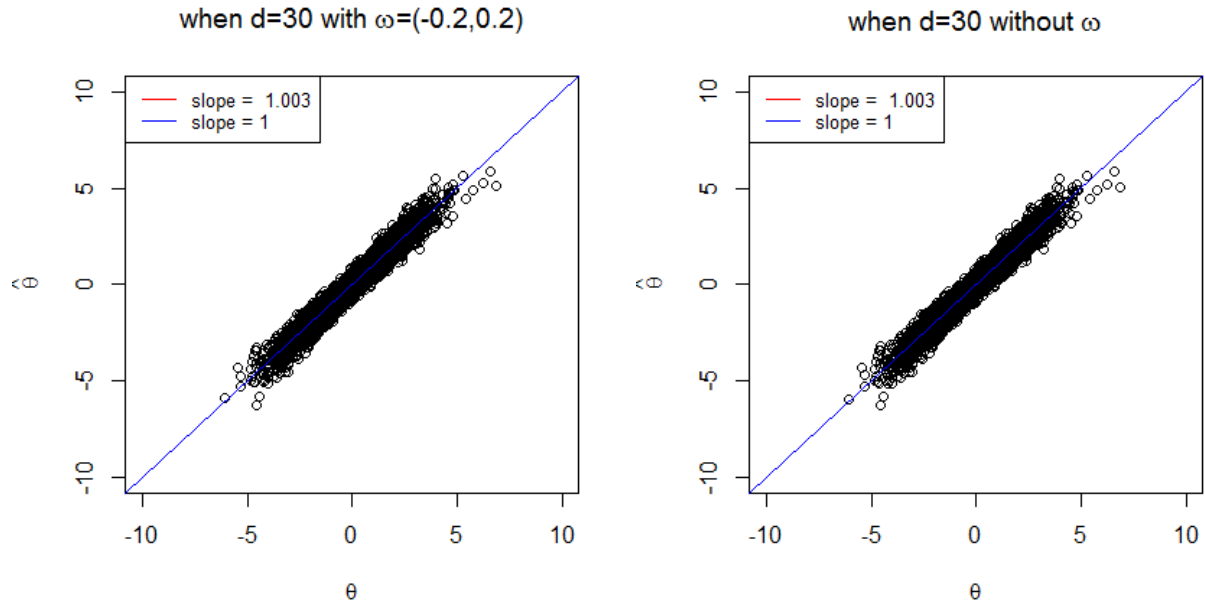 when d=30 with ω=(-0.2,0.2)
slope = 1.003
slope = 1
10
5
0
-5
-10
θ̂
-10 -5 0 5 10
θ
when d=30 without ω
slope = 1.003
slope = 1
10
5
0
-5
-10
θ̂
-10 -5 0 5 10
θ